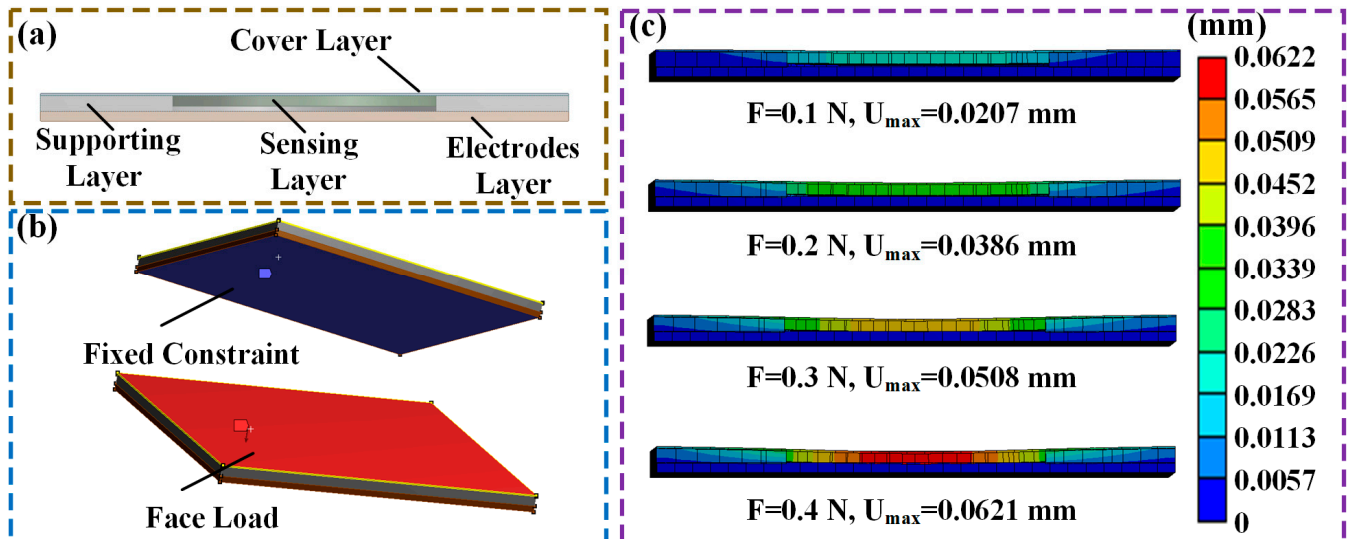 (a)
Cover Layer
Supporting
Layer
Sensing
Layer
Electrodes
Layer
(b)
Fixed Constraint
Face Load
(c)
F=0.1 N, Umax=0.0207 mm
F=0.2 N, Umax=0.0386 mm
F=0.3 N, Umax=0.0508 mm
F=0.4 N, Umax=0.0621 mm
(mm)
0.0622
0.0565
0.0509
0.0452
0.0396
0.0339
0.0283
0.0226
0.0169
0.0113
0.0057
0